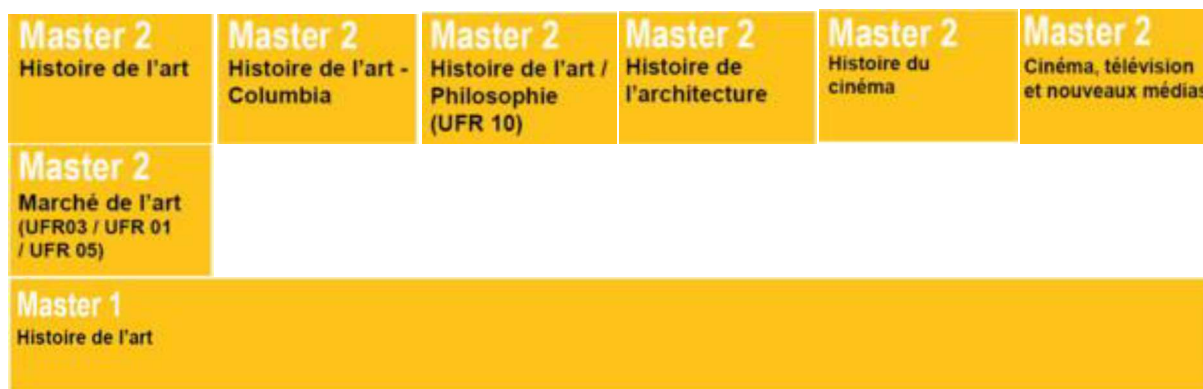 Master 2
Histoire de l'art
Master 2
Histoire de l'art -
Columbia
Master 2
Histoire de l'art /
Philosophie
(UFR 10)
Master 2
Histoire de
l'architecture
Master 2
Histoire du
cinéma
Master 2
Cinéma, télévision
et nouveaux médias
Master 2
Marché de l'art
(UFR03 / UFR 01
/ UFR 05)
Master 1
Histoire de l'art